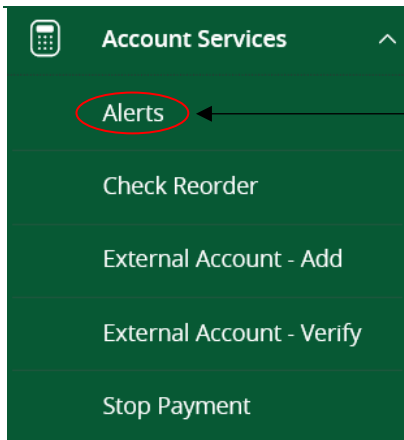 Account Services
Alerts
Check Reorder
External Account - Add
External Account - Verify
Stop Payment